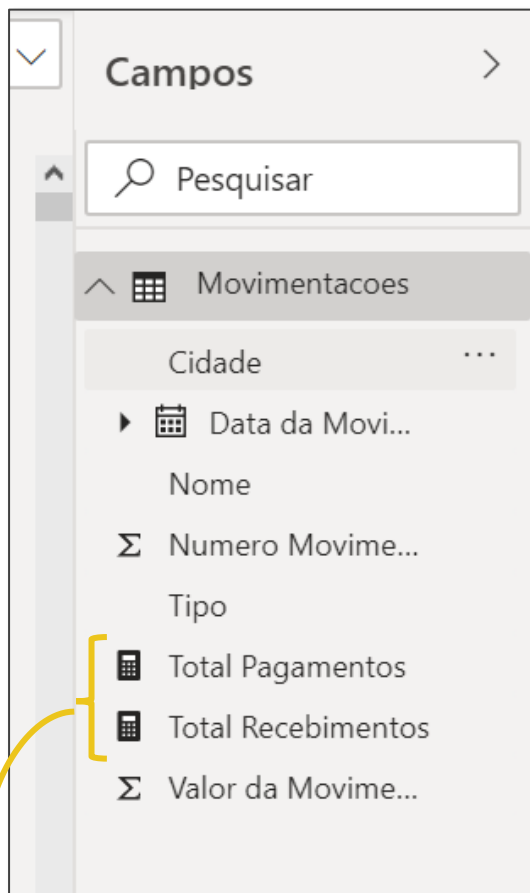 Campos
Pesquisar
Movimentacoes
Cidade
Data da Movi...
Nome
Σ Numero Movime...
Tipo
Total Pagamentos
Total Recebimentos
Σ Valor da Movime...